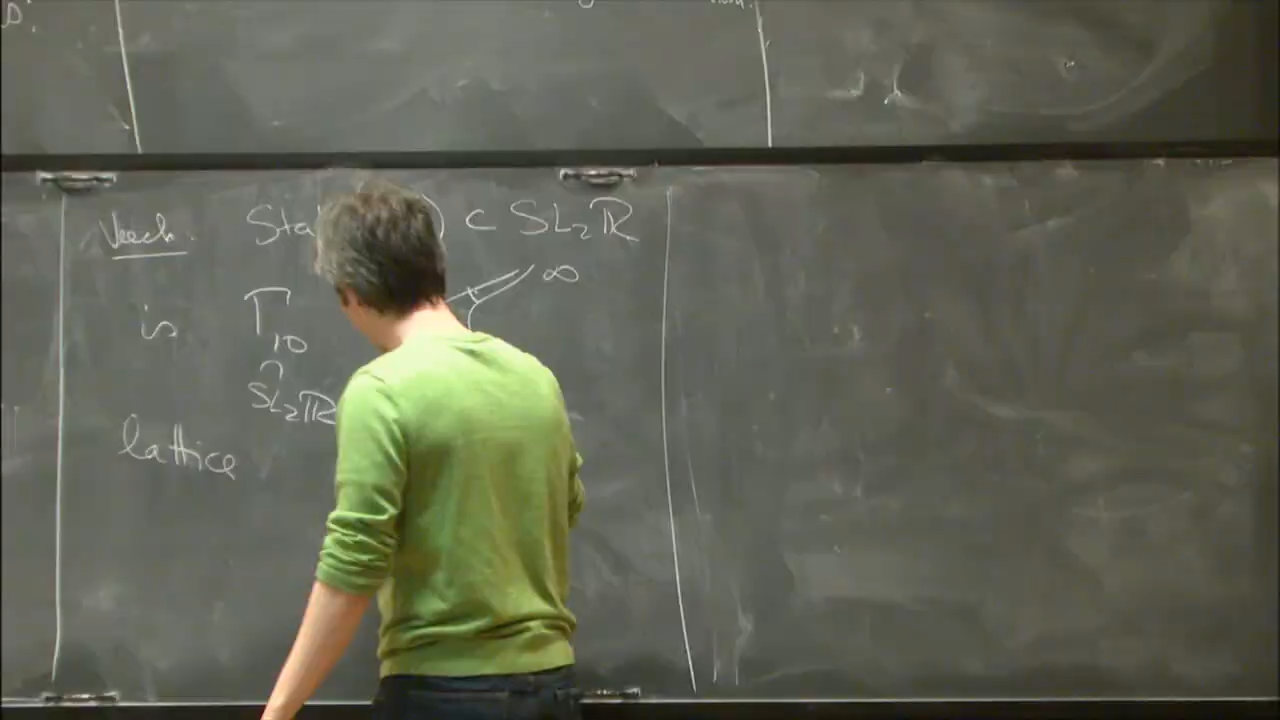 Veech. Sta ) ⊂ SL₂ℝ
∞
is Γ₁₀
∩
SL₂ℝ
lattice